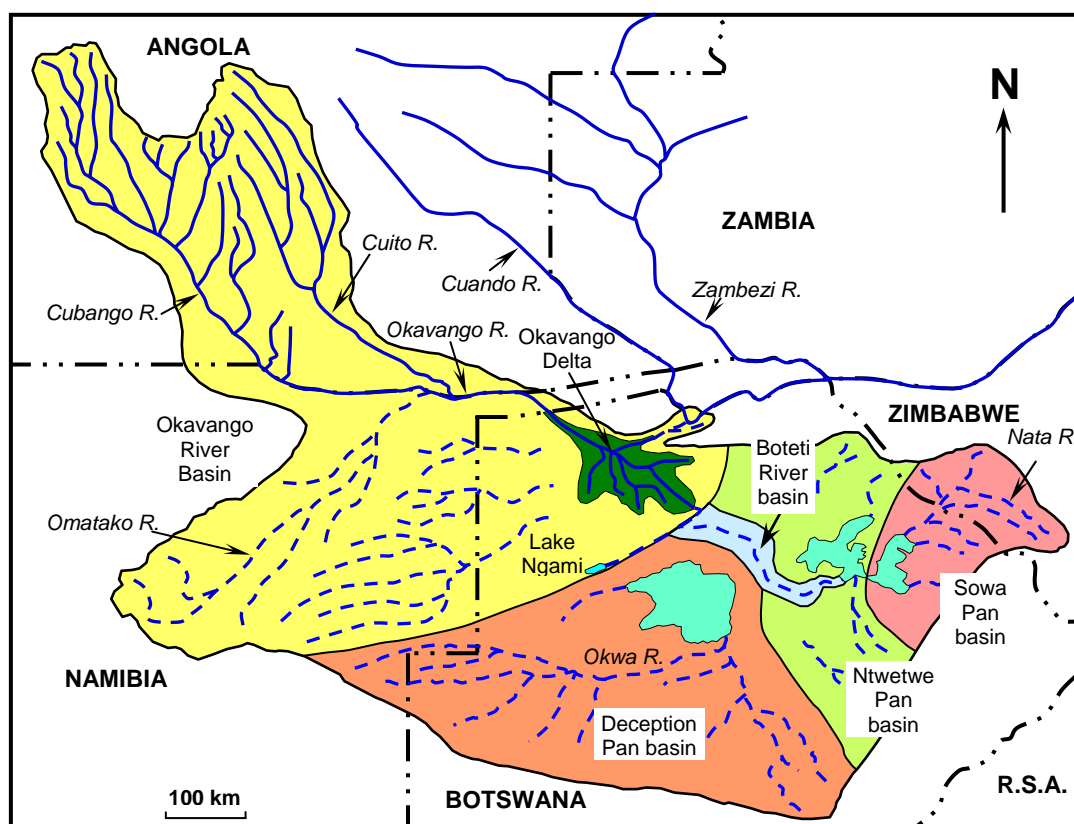 ANGOLA
N
ZAMBIA
Cuito R.
Cuando R.
Zambezi R.
Cubango R.
Okavango R.
Okavango
Delta
ZIMBABWE
Okavango
River
Basin
Boteti
River
basin
Nata R.
Omatako R.
Lake
Ngami
Sowa
Pan
basin
NAMIBIA
Okwa R.
Ntwetwe
Pan
basin
Deception
Pan basin
100 km
BOTSWANA
R.S.A.